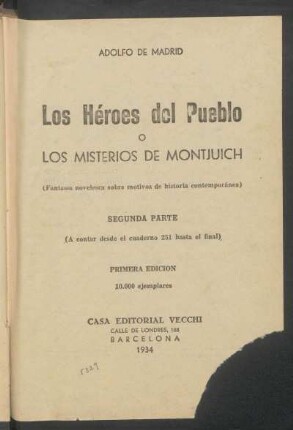 ADOLFO DE MADRID
Los Héroes del Pueblo
O
LOS MISTERIOS DE MONTJUICH
(Fantasía novelesca sobre motivos de historia contemporánea)
SEGUNDA PARTE
(A contar desde el cuaderno 251 hasta el final)
PRIMERA EDICION
10.000 ejemplares
CASA EDITORIAL VECCHI
CALLE DE LONDRES, 188
BARCELONA
1934